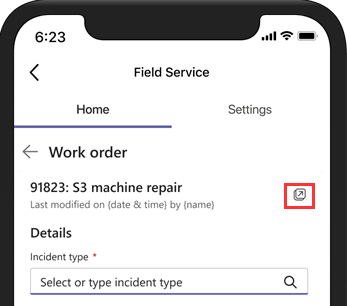 6:23
Field Service
Home Settings
Work order
91823: S3 machine repair
Last modified on {date & time} by {name}
Details
Incident type *
Select or type incident type